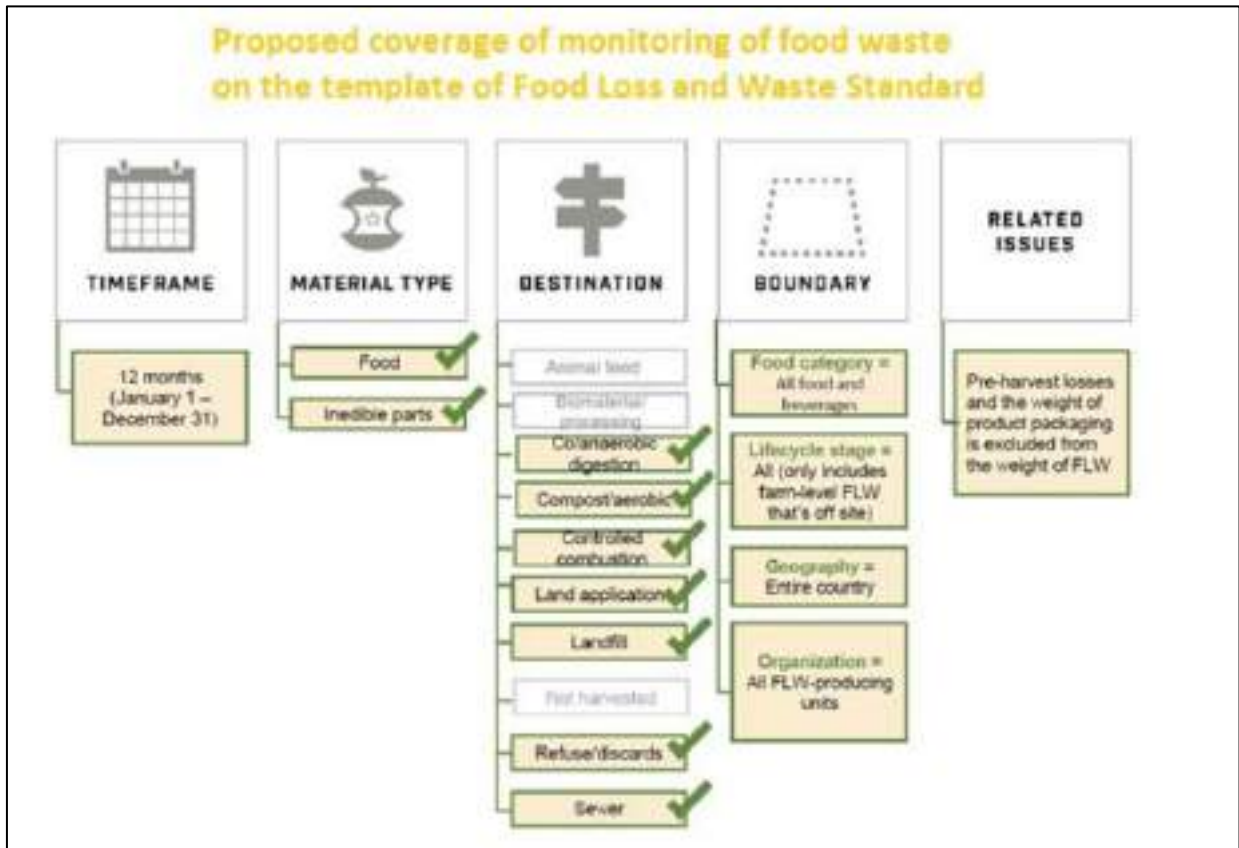 Proposed coverage of monitoring of food waste
on the template of Food Loss and Waste Standard
TIMEFRAME
12 months
(January 1 –
December 31)
MATERIAL TYPE
Food
Inedible parts
DESTINATION
Animal feed
Biomaterial/
processing
Co/anaerobic
digestion
Compost/aerobic
Controlled
combustion
Land application
Landfill
Not harvested
Refuse/discards
Sewer
BOUNDARY
Food category =
All food and
beverages
Lifecycle stage =
All (only includes
farm-level FLW
that's off site)
Geography =
Entire country
Organization =
All FLW-producing
units
RELATED
ISSUES
Pre-harvest losses
and the weight of
product packaging
is excluded from
the weight of FLW